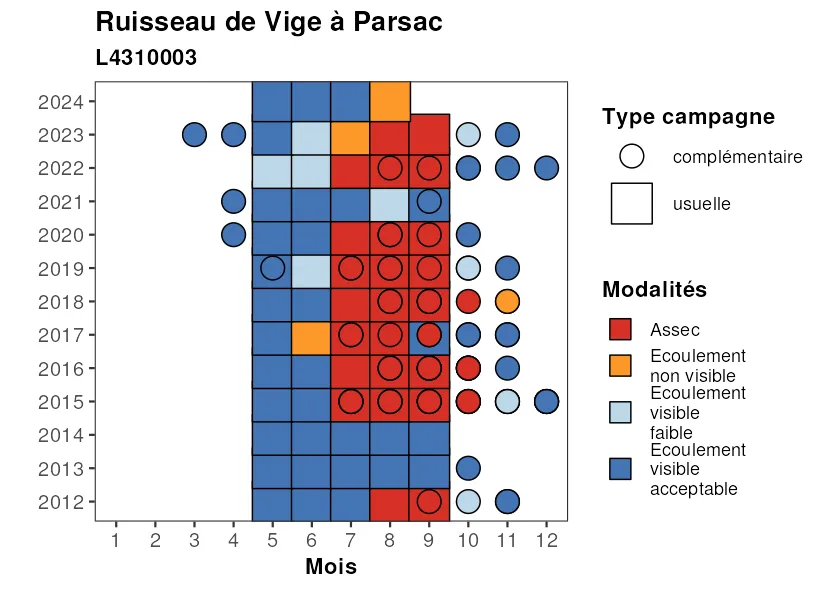 Ruisseau de Vige à Parsac
L4310003
2024
2023
2022
2021
2020
2019
2018
2017
2016
2015
2014
2013
2012
1 2 3 4 5 6 7 8 9 10 11 12
Mois
Type campagne
complémentaire
usuelle
Modalités
Assec
Ecoulement
non visible
Ecoulement
visible
faible
Ecoulement
visible
acceptable